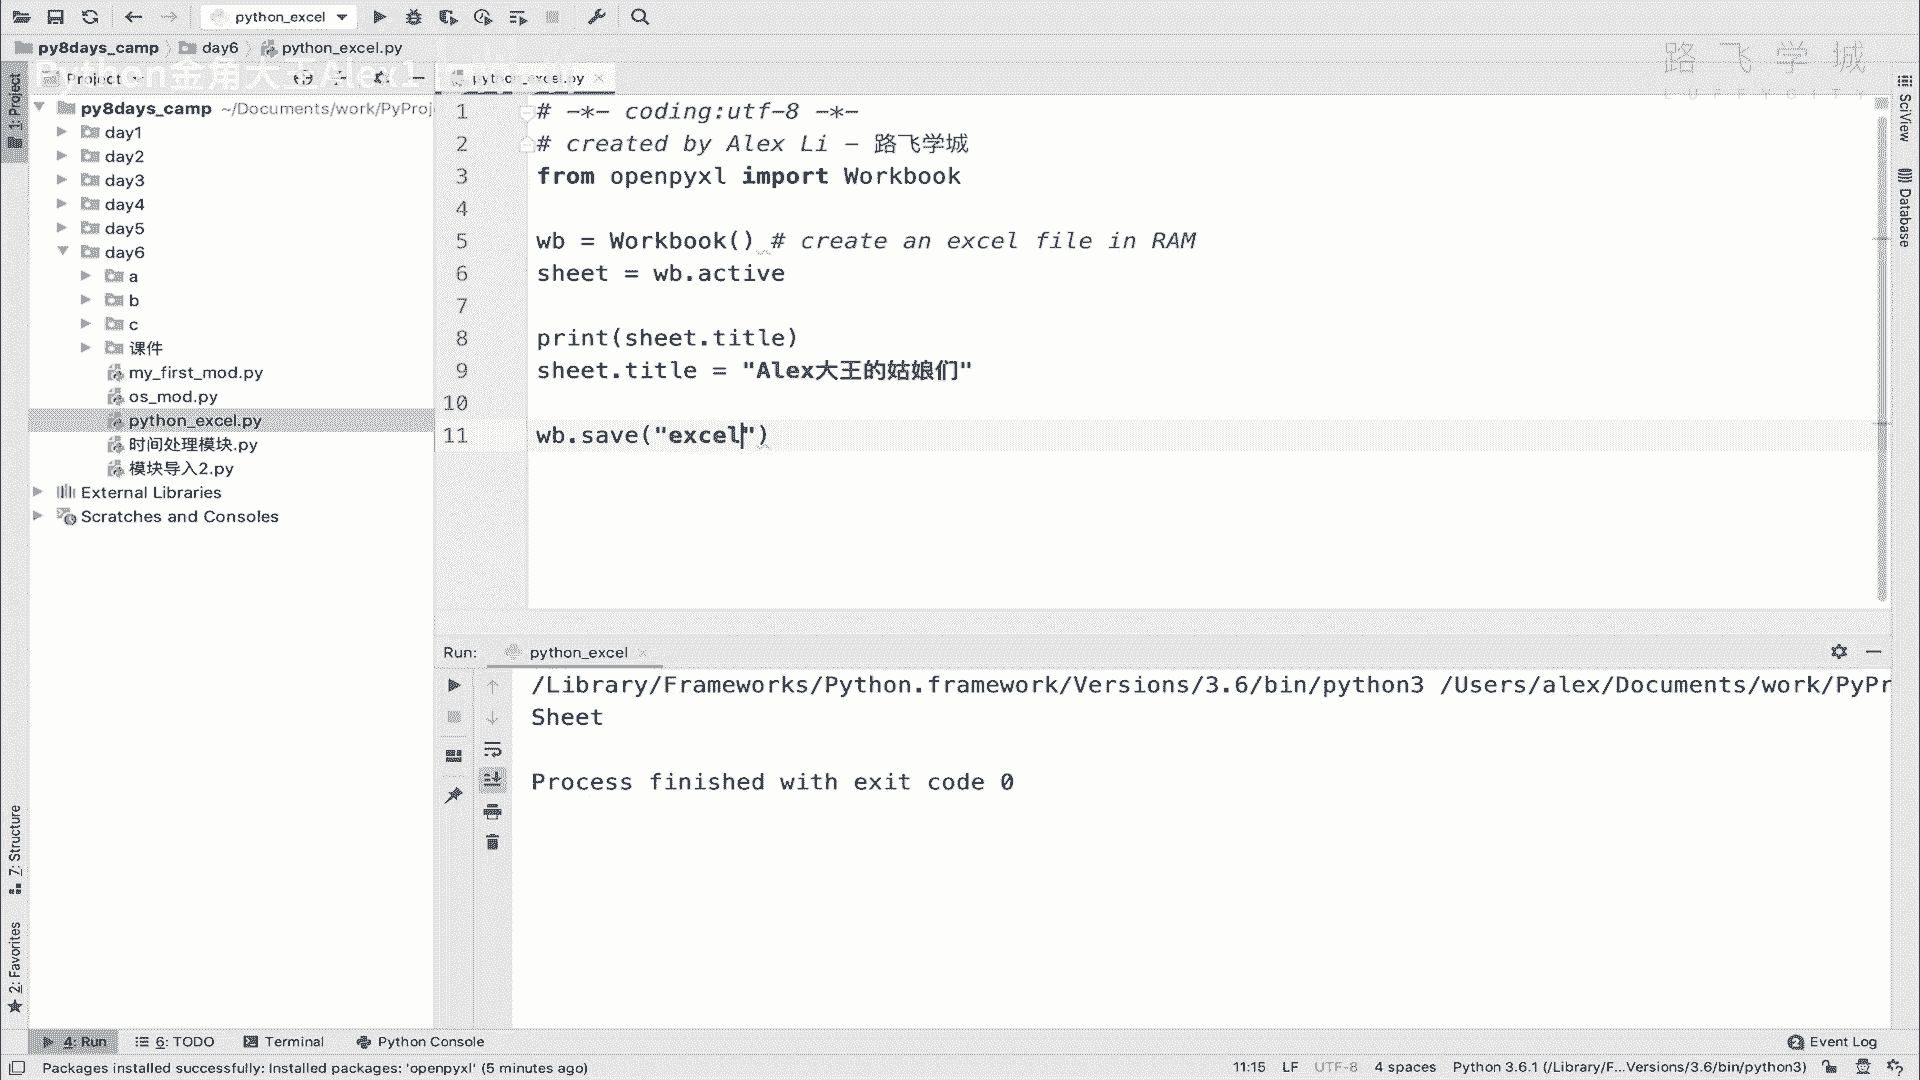 python_excel
py8days_camp
day6
python_excel.py
路飞学城
LUFFYCITY
Python金角大王Alex1
Project
python_excel.py
1: Project
py8days_camp ~/Documents/work/PyProj
day1
day2
day3
day4
day5
day6
a
b
c
课件
my_first_mod.py
os_mod.py
python_excel.py
时间处理模块.py
模块导入2.py
External Libraries
Scratches and Consoles
1 # -*- coding:utf-8 -*-
2 # created by Alex Li - 路飞学城
3 from openpyxl import Workbook
4
5 wb = Workbook() # create an excel file in RAM
6 sheet = wb.active
7
8 print(sheet.title)
9 sheet.title = "Alex大王的姑娘们"
10
11 wb.save("excel")
SciView
Database
Run: python_excel
/Library/Frameworks/Python.framework/Versions/3.6/bin/python3 /Users/alex/Documents/work/PyPr
Sheet
Process finished with exit code 0
7: Structure
2: Favorites
4: Run
6: TODO
Terminal
Python Console
Event Log
Packages installed successfully: Installed packages: 'openpyxl' (5 minutes ago)
11:15 LF UTF-8 4 spaces Python 3.6.1 (/Library/F...Versions/3.6/bin/python3)